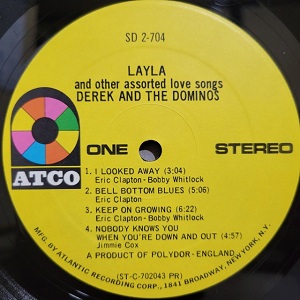 SD 2-704
LAYLA
and other assorted love songs
DEREK AND THE DOMINOS
ONE
STEREO
ATCO
1. I LOOKED AWAY (3:04)
Eric Clapton-Bobby Whitlock
2. BELL BOTTOM BLUES (5:06)
Eric Clapton
3. KEEP ON GROWING (6:22)
Eric Clapton-Bobby Whitlock
4. NOBODY KNOWS YOU
WHEN YOU'RE DOWN AND OUT (4:57)
Jimmie Cox
A PRODUCT OF POLYDOR-ENGLAND
(ST-C-702043 PR)
MFG. BY ATLANTIC RECORDING CORP., 1841 BROADWAY, NEW YORK, N.Y.